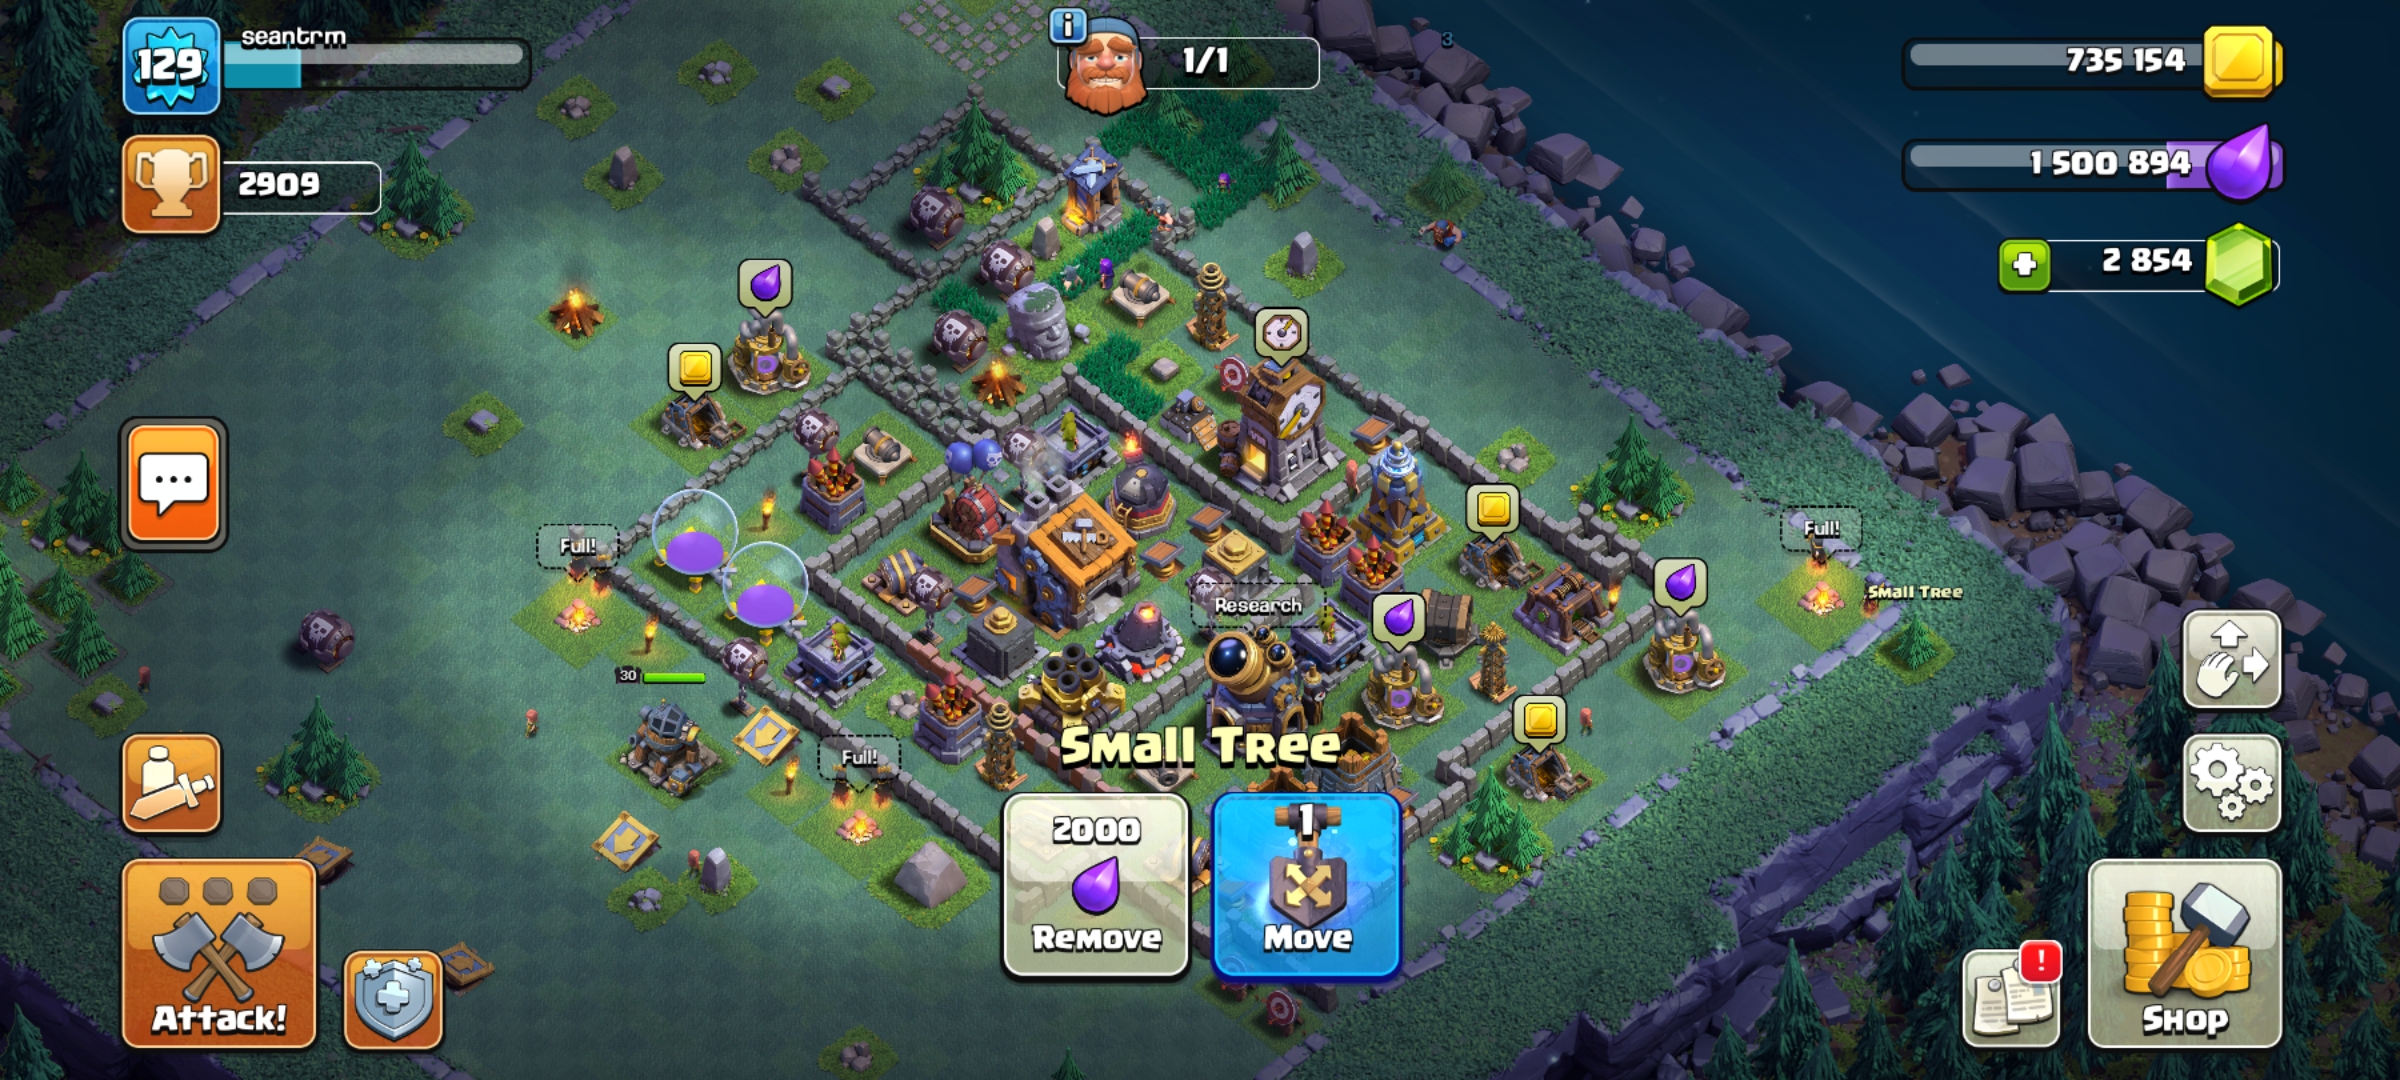 129
seantrm
1/1
735 154
2909
1 500 894
2 854
3
Full!
Full!
Small Tree
Research
30
Full!
Small Tree
2000
1
Remove
Move
Attack!
!
Shop